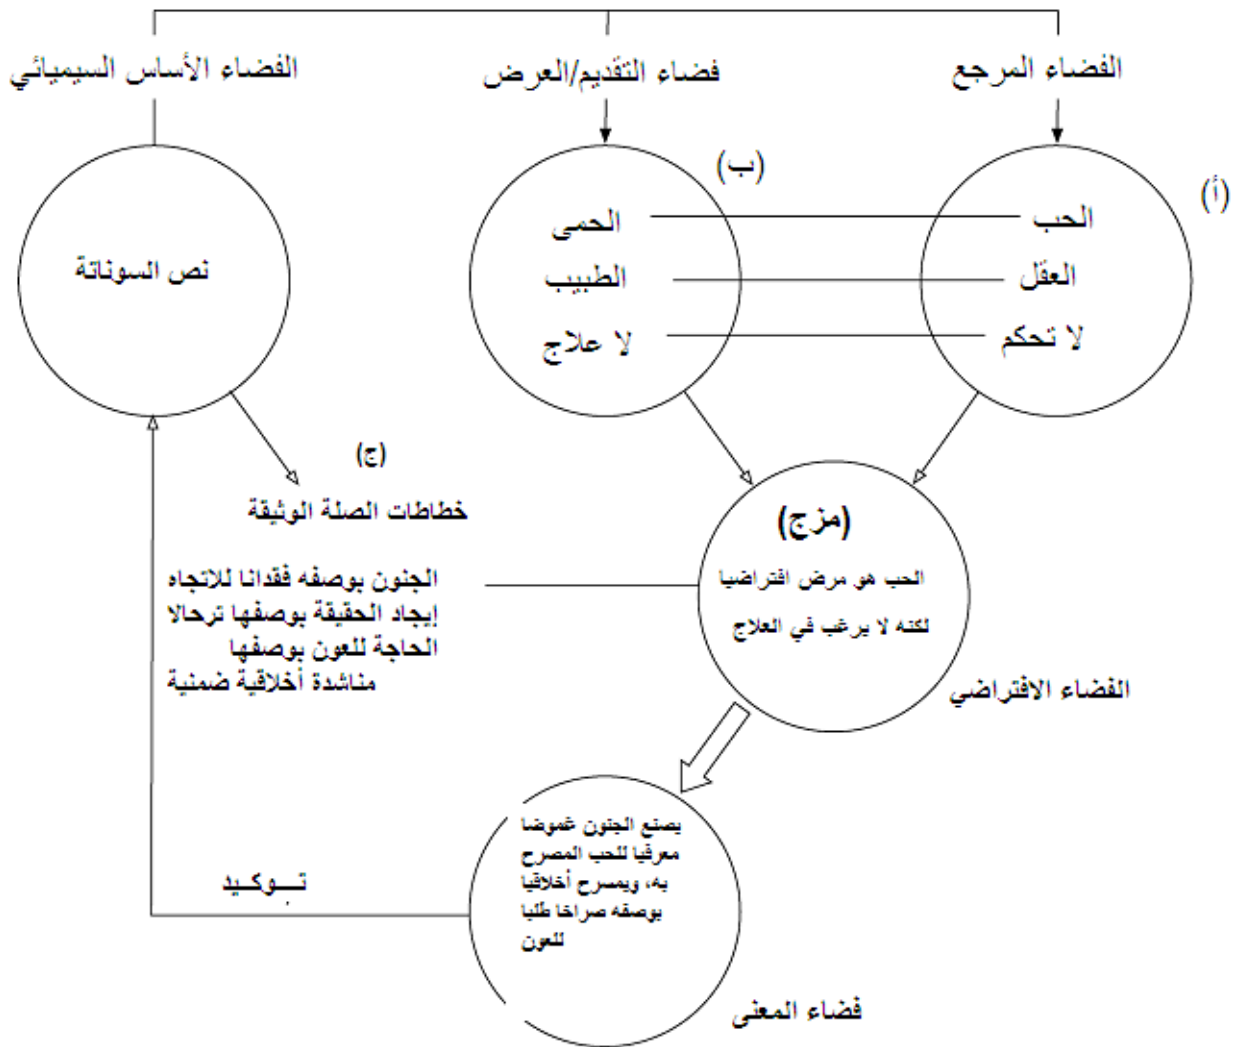 الفضاء المرجع
فضاء التقديم/العرض
الفضاء الأساس السيميائي
(أ)
(ب)
الحب
الحمى
العقل
الطبيب
لا تحكم
لا علاج
نص السوناتة
(ج)
خطاطات الصلة الوثيقة
(مزج)
الحب هو مرض افتراضيا
لكنه لا يرغب في العلاج
الجنون بوصفه فقدانا للاتجاه
إيجاد الحقيقة بوصفها ترحالا
الحاجة للعون بوصفها
مناشدة أخلاقية ضمنية
الفضاء الافتراضي
يصنع الجنون غموضا
معرفيا للحب المصرح
به، ويمسرح أخلاقيا
بوصفه صراخا طلبا
للعون
تـوكـيد
فضاء المعنى